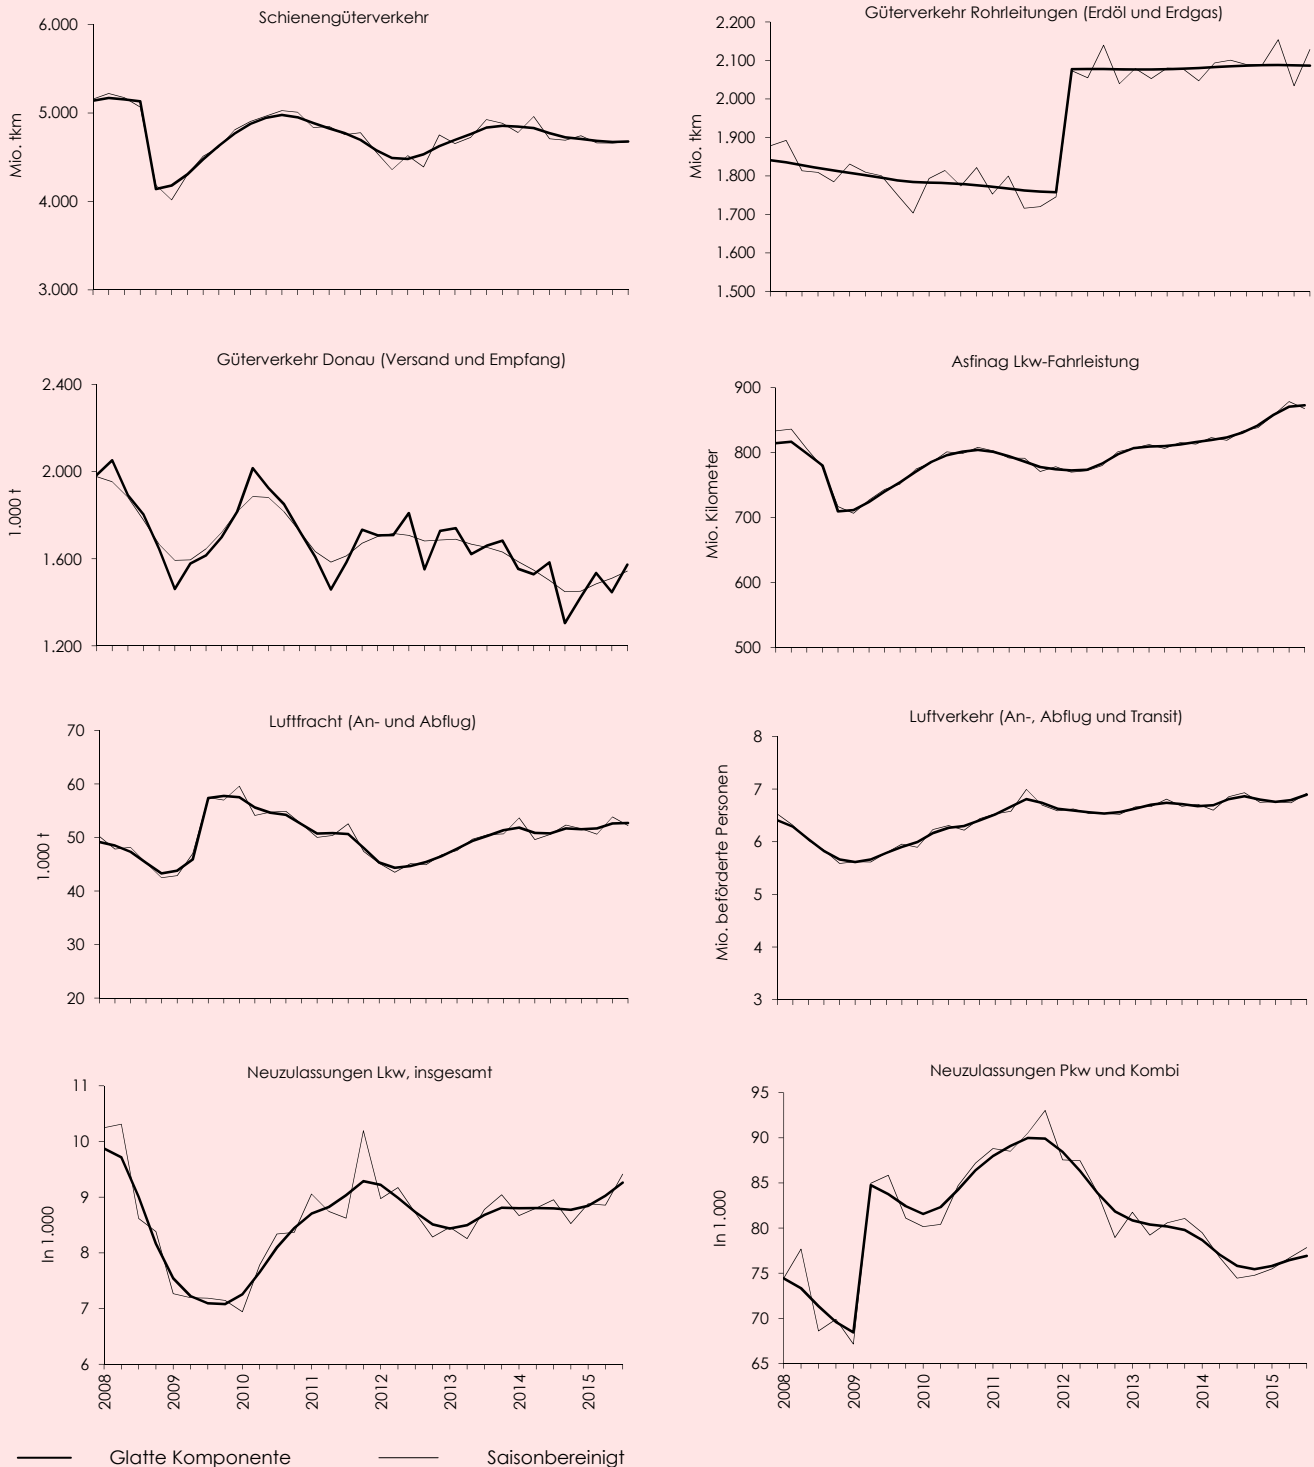 Schienengüterverkehr
6.000
5.000
4.000
3.000
Mio. tkm
Güterverkehr Rohrleitungen (Erdöl und Erdgas)
2.200
2.100
2.000
1.900
1.800
1.700
1.600
1.500
Mio. tkm
Güterverkehr Donau (Versand und Empfang)
2.400
2.000
1.600
1.200
1.000 t
Asfinag Lkw-Fahrleistung
900
800
700
600
500
Mio. Kilometer
Luftfracht (An- und Abflug)
70
60
50
40
30
20
1.000 t
Luftverkehr (An-, Abflug und Transit)
8
7
6
5
4
3
Mio. beförderte Personen
Neuzulassungen Lkw, insgesamt
11
10
9
8
7
6
In 1.000
2008 2009 2010 2011 2012 2013 2014 2015
Neuzulassungen Pkw und Kombi
95
90
85
80
75
70
65
In 1.000
2008 2009 2010 2011 2012 2013 2014 2015
Glatte Komponente Saisonbereinigt